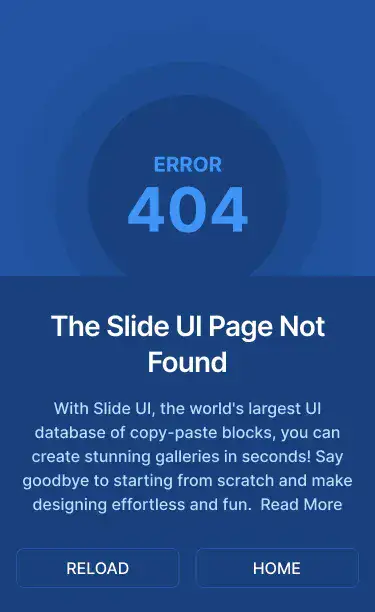 ERROR
404
The Slide UI Page Not
Found
With Slide UI, the world's largest UI
database of copy-paste blocks, you can
create stunning galleries in seconds! Say
goodbye to starting from scratch and make
designing effortless and fun.  Read More
RELOAD
HOME